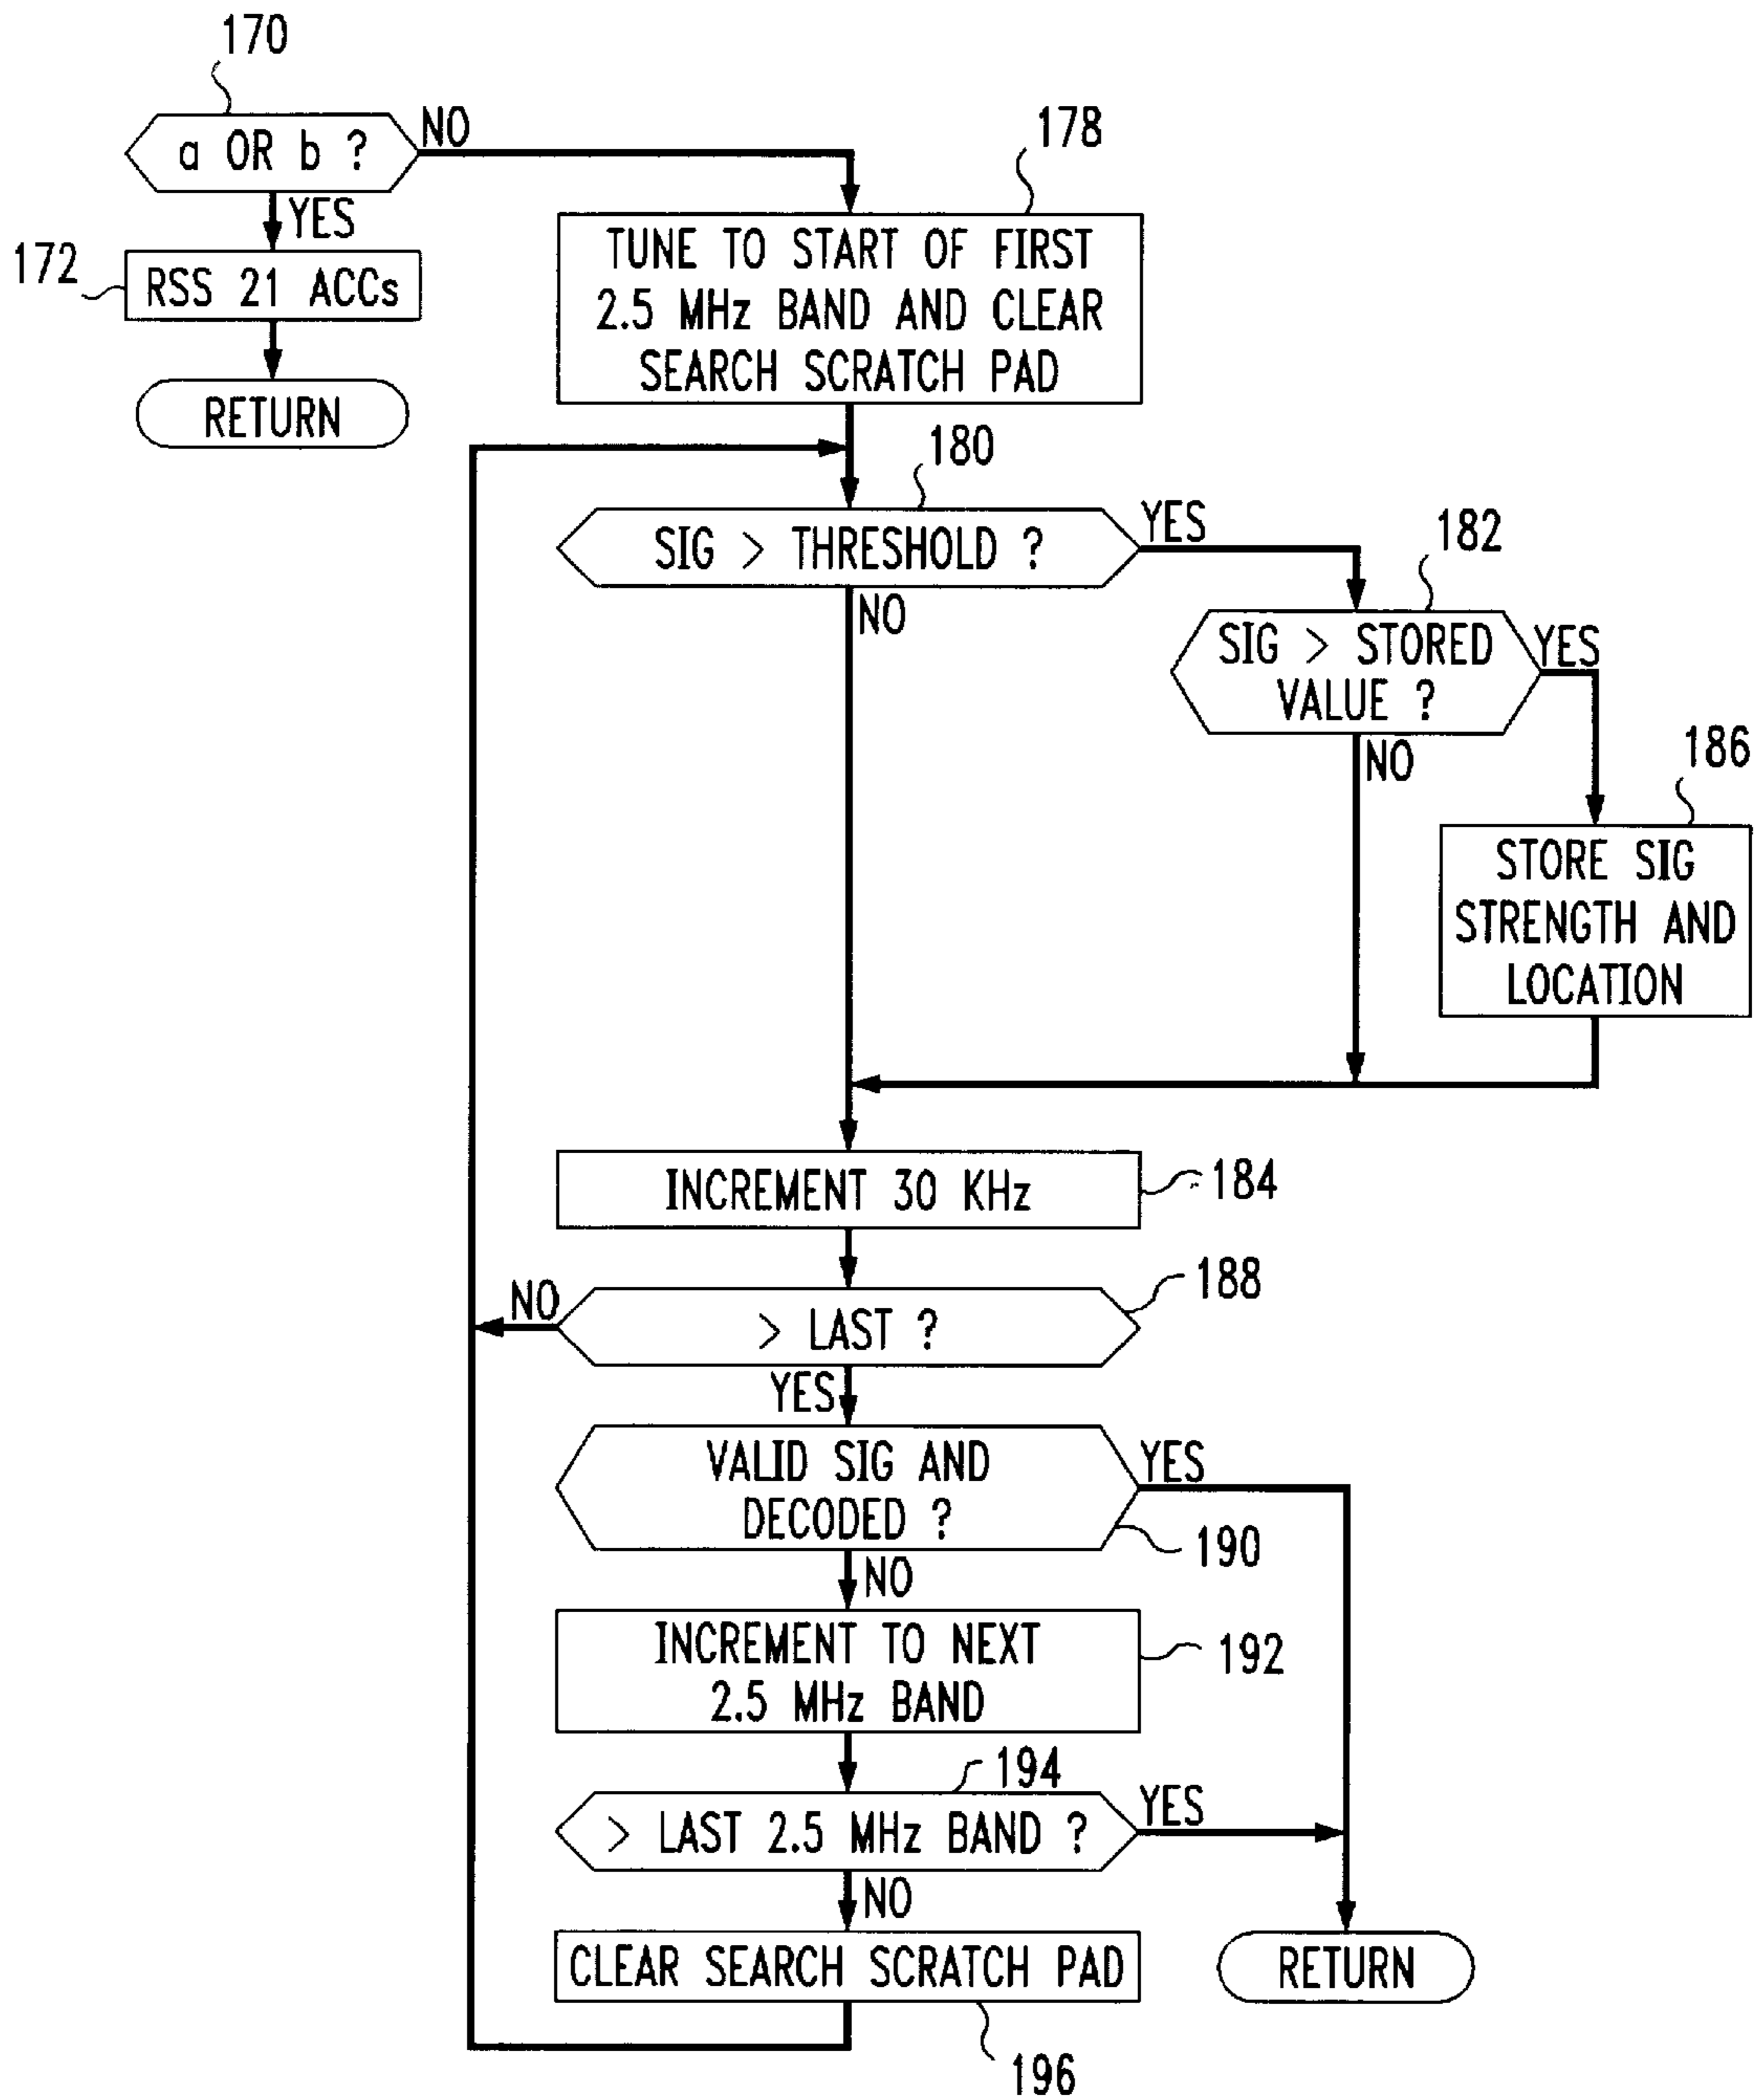 170
a OR b ?
NO
YES
172
RSS 21 ACCs
RETURN
178
TUNE TO START OF FIRST
2.5 MHz BAND AND CLEAR
SEARCH SCRATCH PAD
180
SIG > THRESHOLD ?
YES
NO
182
SIG > STORED
VALUE ?
YES
NO
186
STORE SIG
STRENGTH AND
LOCATION
INCREMENT 30 KHz
184
188
> LAST ?
NO
YES
VALID SIG AND
DECODED ?
YES
190
NO
INCREMENT TO NEXT
2.5 MHz BAND
192
194
> LAST 2.5 MHz BAND ?
YES
NO
CLEAR SEARCH SCRATCH PAD
RETURN
196